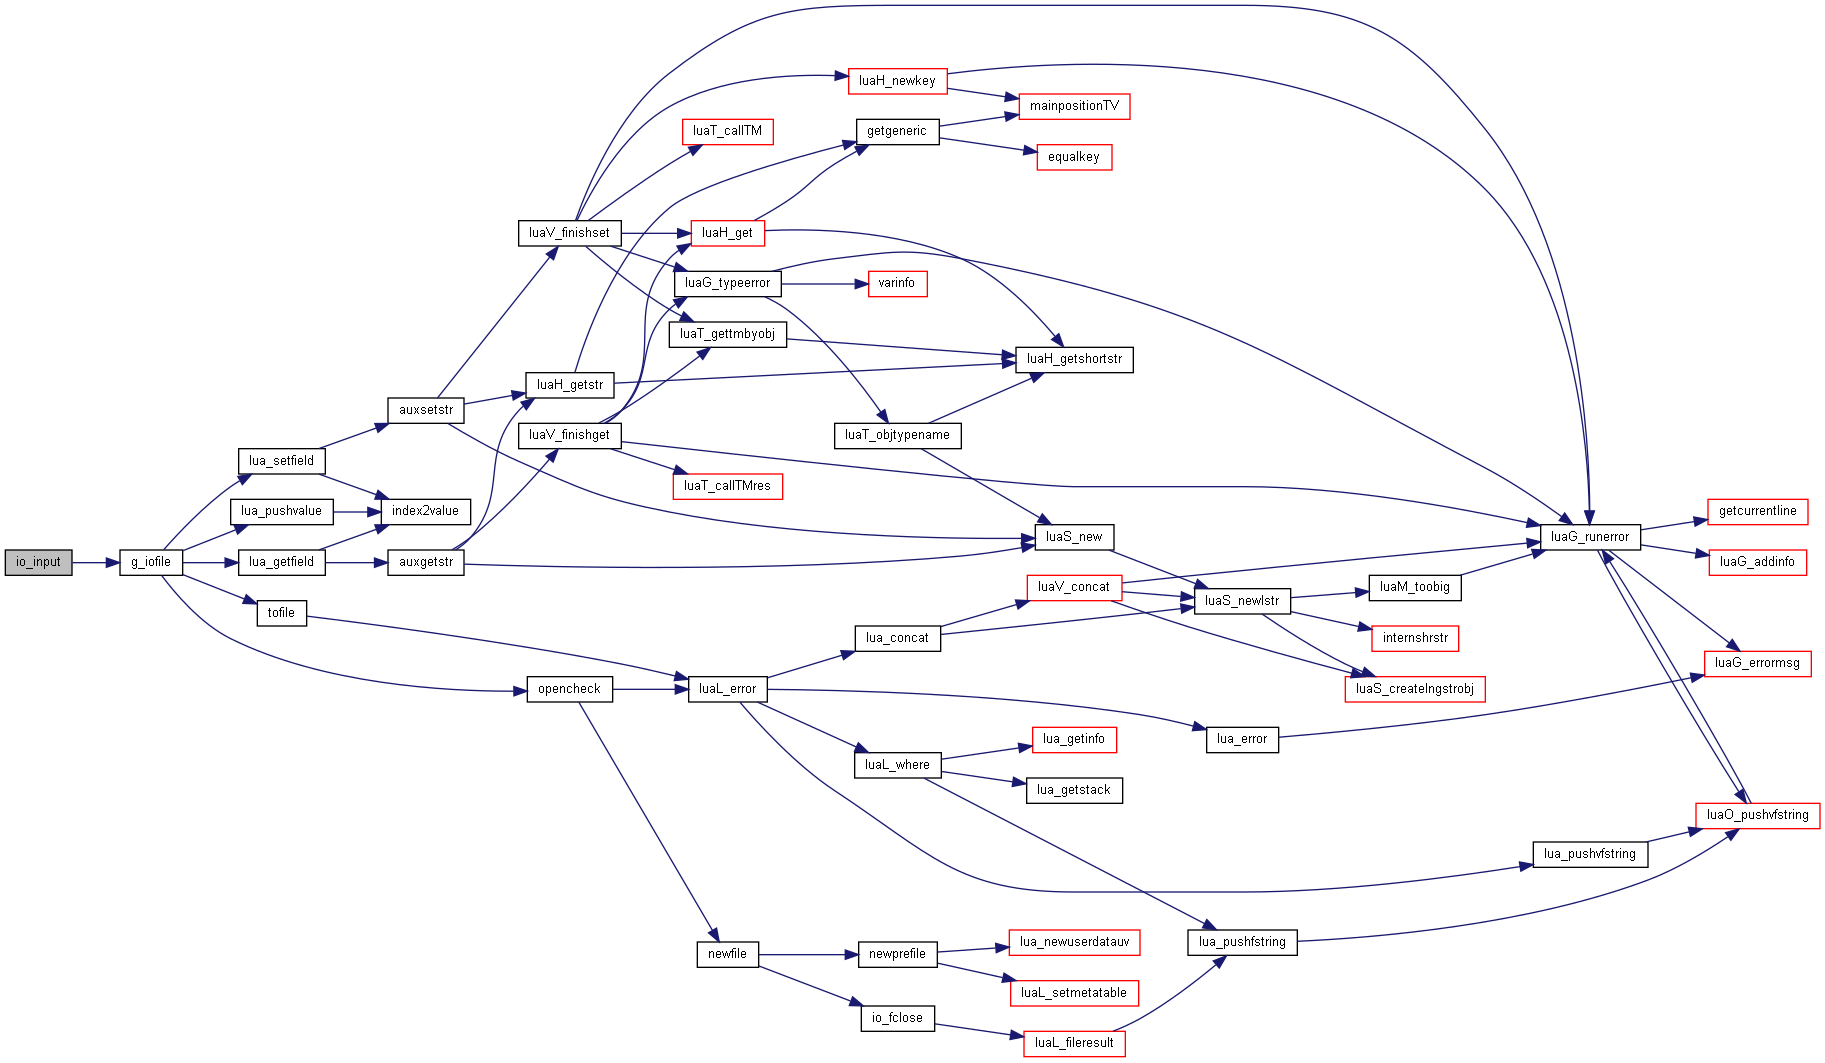 io_input
g_iofile
lua_setfield
lua_pushvalue
lua_getfield
tofile
opencheck
auxsetstr
index2value
auxgetstr
luaV_finishset
luaH_getstr
luaV_finishget
luaH_newkey
luaT_callTM
getgeneric
mainpositionTV
equalkey
luaH_get
luaG_typeerror
varinfo
luaT_gettmbyobj
luaH_getshortstr
luaT_objtypename
luaT_callTMres
luaS_new
luaV_concat
luaS_newlstr
lua_concat
luaL_error
luaM_toobig
internshrstr
luaS_createlngstrobj
luaG_runerror
getcurrentline
luaG_addinfo
luaG_errormsg
lua_error
luaL_where
lua_getinfo
lua_getstack
luaO_pushvfstring
lua_pushvfstring
lua_pushfstring
newfile
newprefile
lua_newuserdatauv
luaL_setmetatable
io_fclose
luaL_fileresult